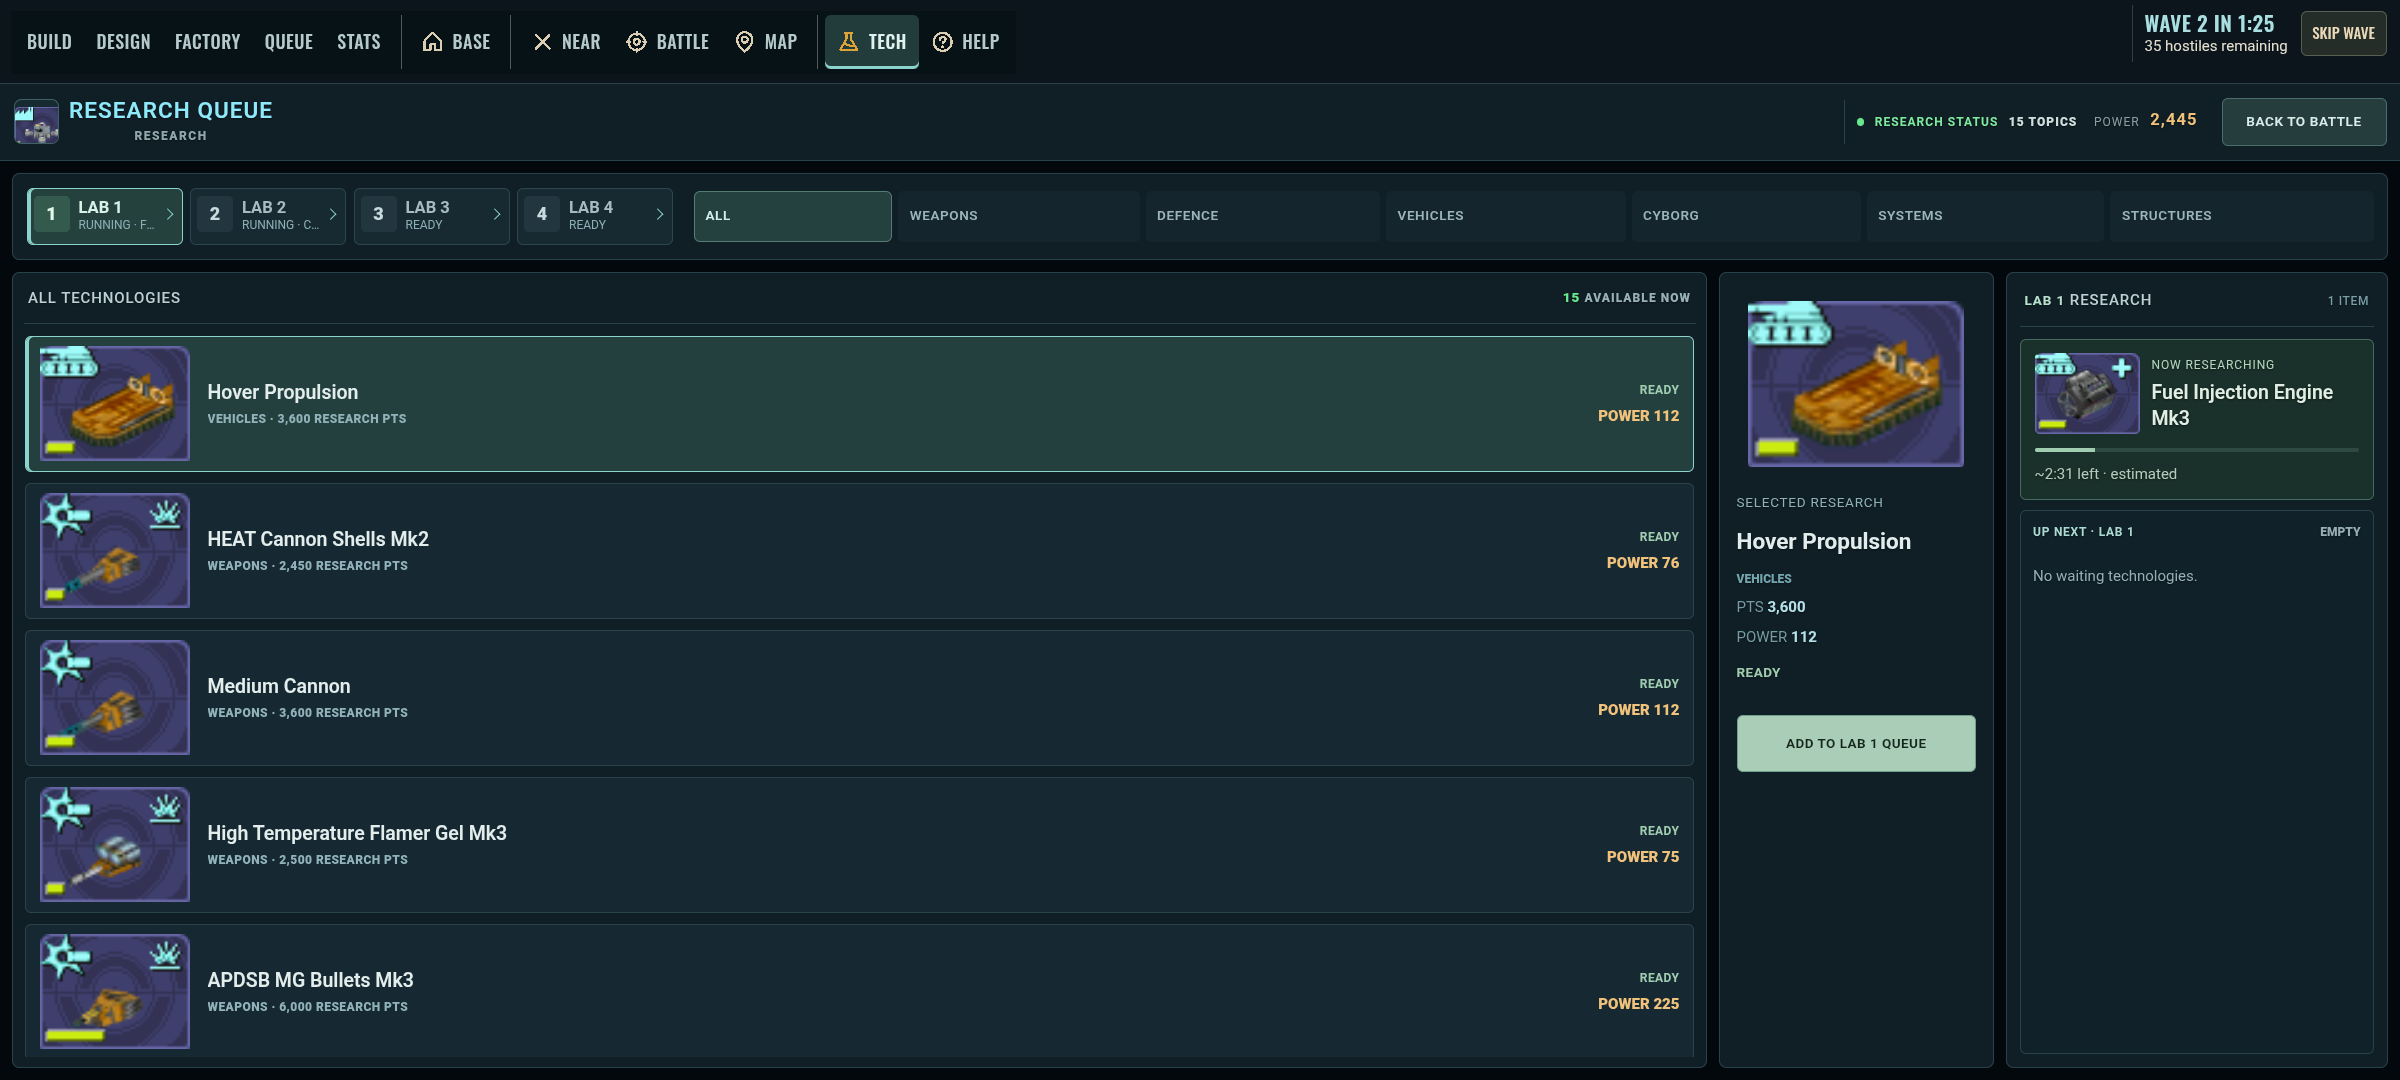 BUILD DESIGN FACTORY QUEUE STATS BASE NEAR BATTLE MAP TECH HELP
WAVE 2 IN 1:25
35 hostiles remaining
SKIP WAVE
RESEARCH QUEUE
RESEARCH
RESEARCH STATUS 15 TOPICS POWER 2,445
BACK TO BATTLE
1 LAB 1
RUNNING · F...
2 LAB 2
RUNNING · C...
3 LAB 3
READY
4 LAB 4
READY
ALL WEAPONS DEFENCE VEHICLES CYBORG SYSTEMS STRUCTURES
ALL TECHNOLOGIES
15 AVAILABLE NOW
Hover Propulsion
VEHICLES · 3,600 RESEARCH PTS
READY
POWER 112
HEAT Cannon Shells Mk2
WEAPONS · 2,450 RESEARCH PTS
READY
POWER 76
Medium Cannon
WEAPONS · 3,600 RESEARCH PTS
READY
POWER 112
High Temperature Flamer Gel Mk3
WEAPONS · 2,500 RESEARCH PTS
READY
POWER 75
APDSB MG Bullets Mk3
WEAPONS · 6,000 RESEARCH PTS
READY
POWER 225
SELECTED RESEARCH
Hover Propulsion
VEHICLES
PTS 3,600
POWER 112
READY
ADD TO LAB 1 QUEUE
LAB 1 RESEARCH
1 ITEM
NOW RESEARCHING
Fuel Injection Engine
Mk3
~2:31 left · estimated
UP NEXT · LAB 1
EMPTY
No waiting technologies.